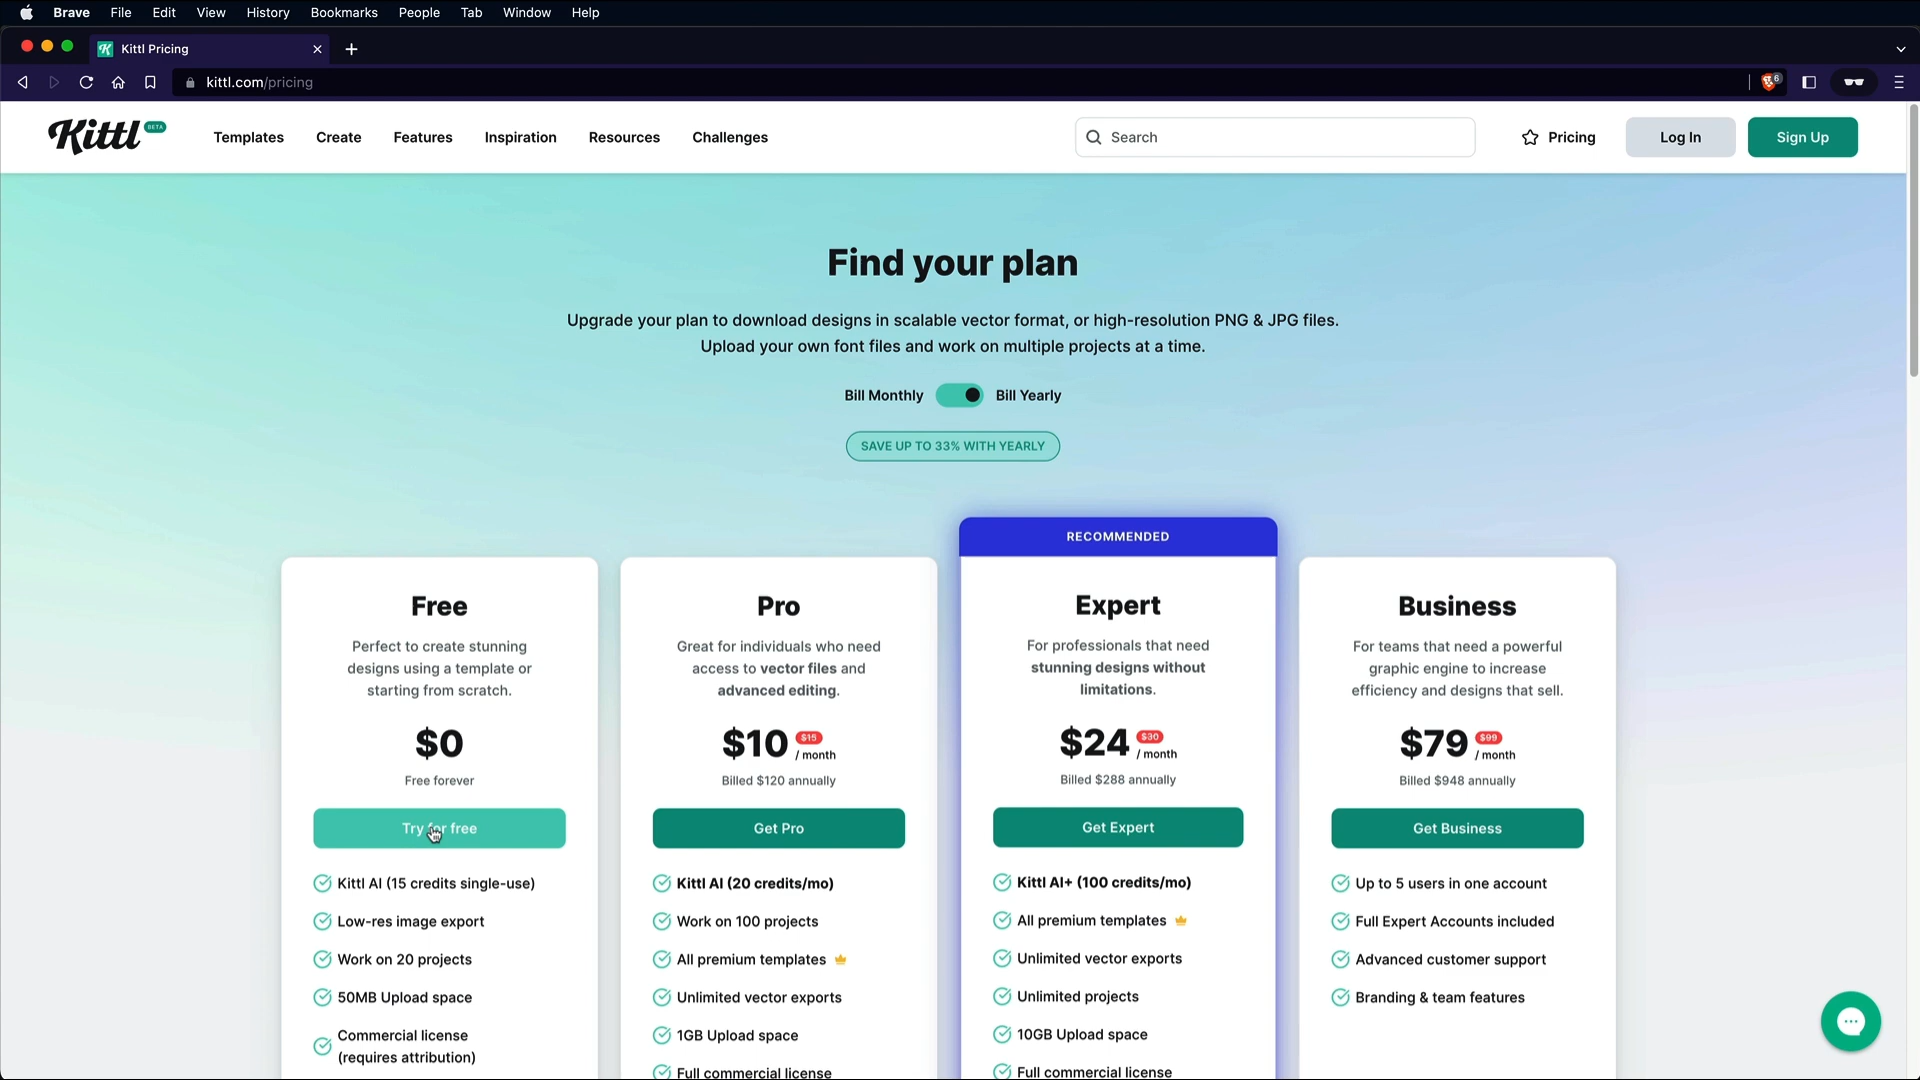 Brave File Edit View History Bookmarks People Tab Window Help
Kittl Pricing
kittl.com/pricing
6
Kittl BETA
Templates Create Features Inspiration Resources Challenges
Search
Pricing
Log In
Sign Up
Find your plan
Upgrade your plan to download designs in scalable vector format, or high-resolution PNG & JPG files.
Upload your own font files and work on multiple projects at a time.
Bill Monthly Bill Yearly
SAVE UP TO 33% WITH YEARLY
Free
Perfect to create stunning
designs using a template or
starting from scratch.
$0
Free forever
Try for free
Kittl AI (15 credits single-use)
Low-res image export
Work on 20 projects
50MB Upload space
Commercial license
(requires attribution)
Pro
Great for individuals who need
access to vector files and
advanced editing.
$10 $15
/ month
Billed $120 annually
Get Pro
Kittl AI (20 credits/mo)
Work on 100 projects
All premium templates
Unlimited vector exports
1GB Upload space
Full commercial license
RECOMMENDED
Expert
For professionals that need
stunning designs without
limitations.
$24 $30
/ month
Billed $288 annually
Get Expert
Kittl AI+ (100 credits/mo)
All premium templates
Unlimited vector exports
Unlimited projects
10GB Upload space
Full commercial license
Business
For teams that need a powerful
graphic engine to increase
efficiency and designs that sell.
$79 $99
/ month
Billed $948 annually
Get Business
Up to 5 users in one account
Full Expert Accounts included
Advanced customer support
Branding & team features